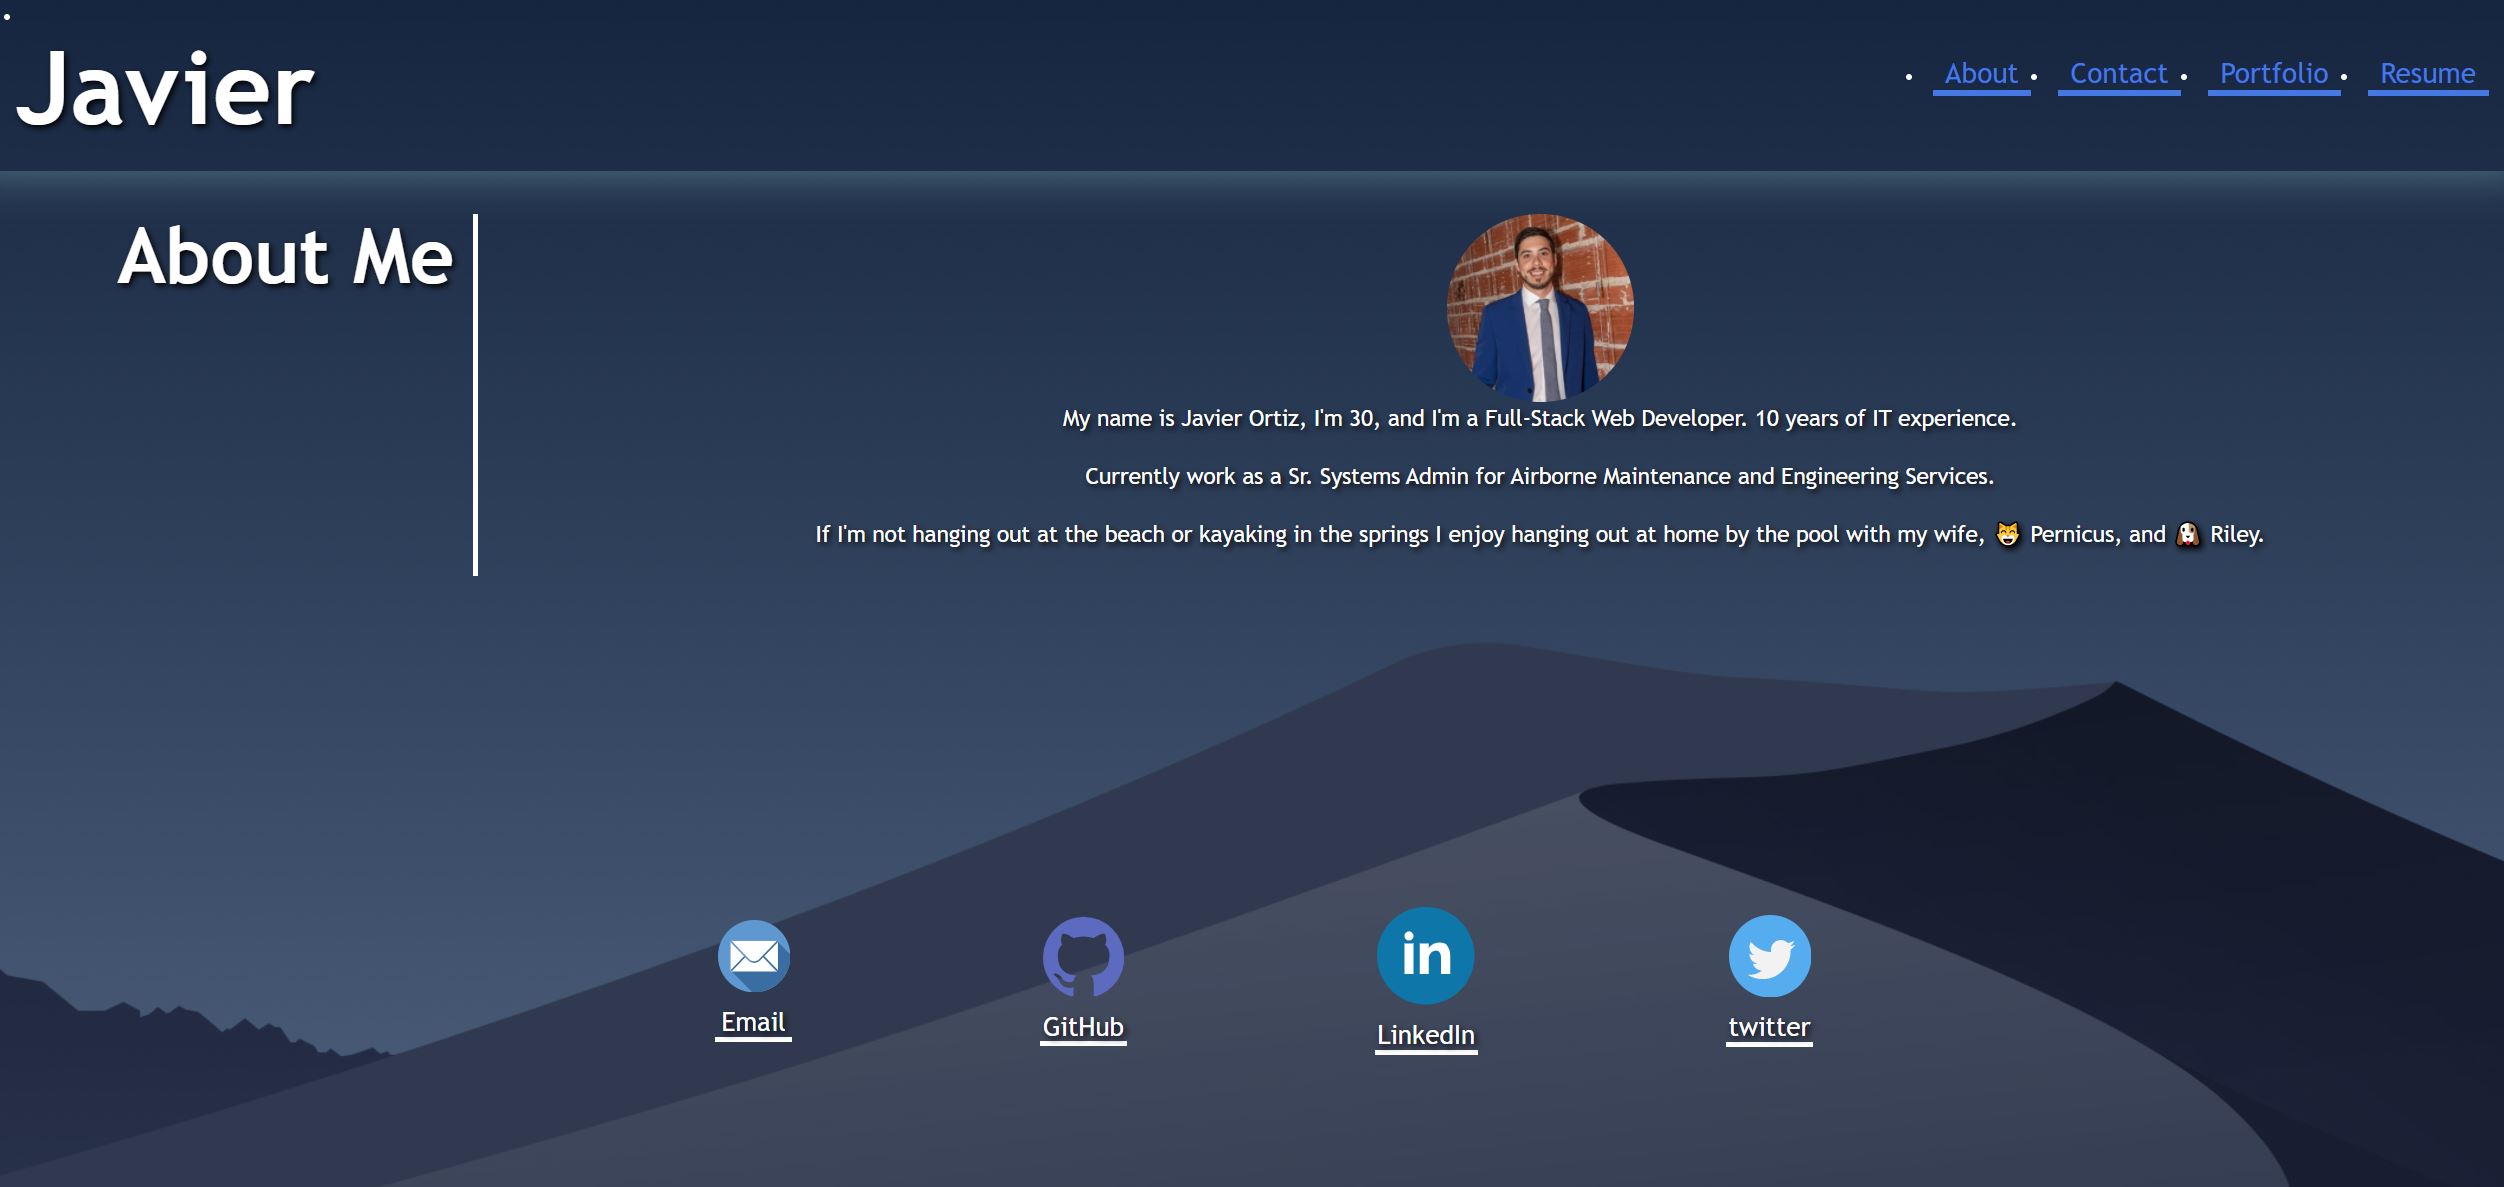 Javier
• About • Contact • Portfolio • Resume
About Me
My name is Javier Ortiz, I'm 30, and I'm a Full-Stack Web Developer. 10 years of IT experience.
Currently work as a Sr. Systems Admin for Airborne Maintenance and Engineering Services.
If I'm not hanging out at the beach or kayaking in the springs I enjoy hanging out at home by the pool with my wife, 😸 Pernicus, and 🐶 Riley.
in
Email GitHub LinkedIn twitter